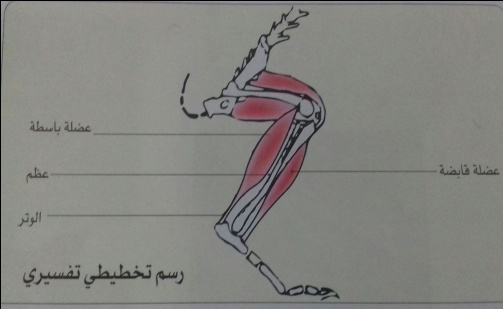 عضلة باسطة
عظم
عضلة قابضة
الوتر
رسم تخطيطي تفسيري